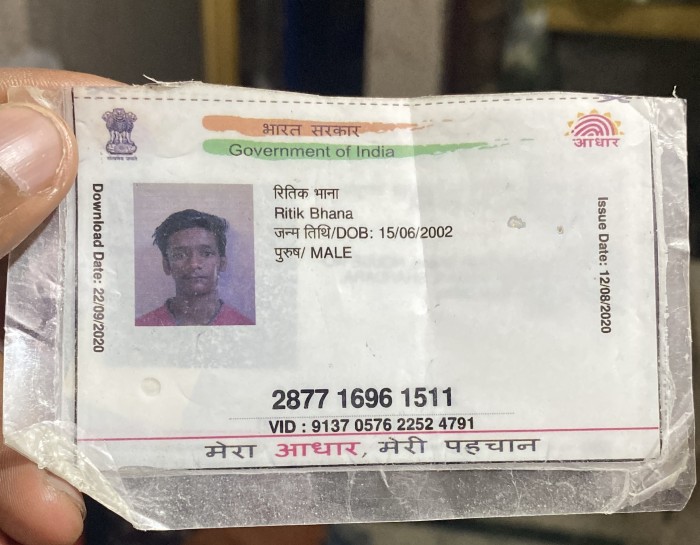 भारत सरकार
Government of India
आधार
Download Date: 22/09/2020
रितिक भाना
Ritik Bhana
जन्म तिथि/DOB: 15/06/2002
पुरुष/ MALE
Issue Date: 12/08/2020
2877 1696 1511
VID : 9137 0576 2252 4791
मेरा आधार, मेरी पहचान